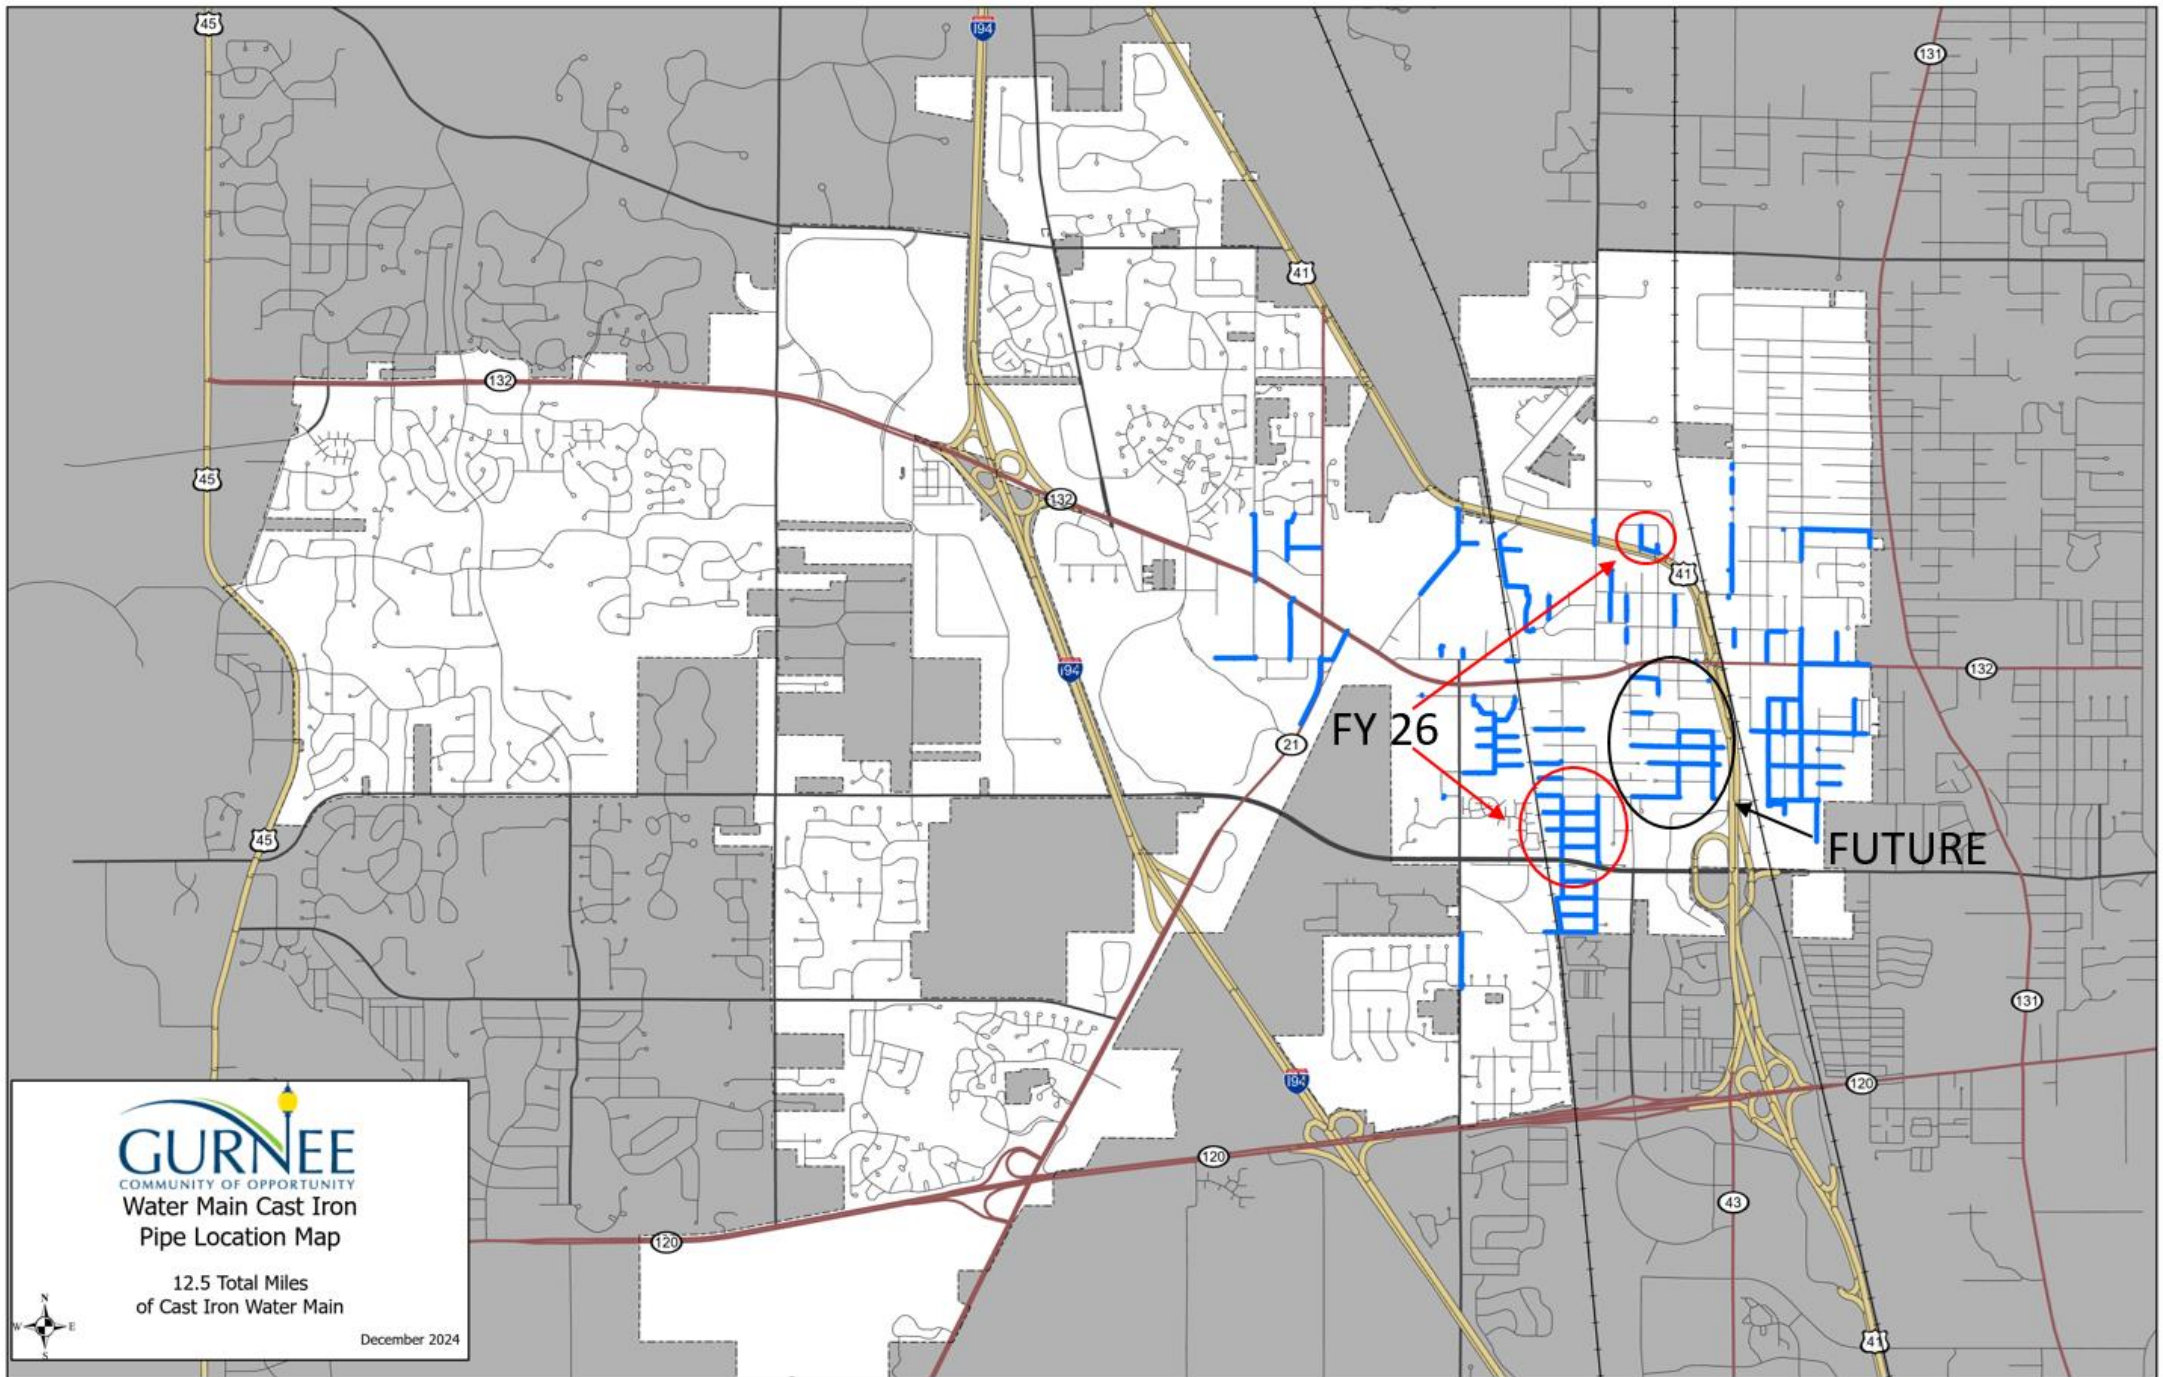 45
I94
131
41
132
45
132
41
I94
132
FY 26
21
45
FUTURE
131
I94
120
120
43
120
41
GURNEE
COMMUNITY OF OPPORTUNITY
Water Main Cast Iron
Pipe Location Map
12.5 Total Miles
of Cast Iron Water Main
N
W E
S
December 2024